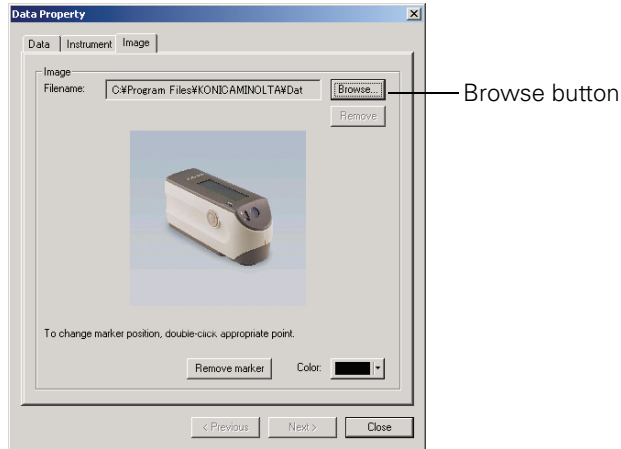 Data Property
Data Instrument Image
Image
Filename: C:¥Program Files¥KONICAMINOLTA¥Dat Browse...
Browse button
Remove
To change marker position, double-click appropriate point.
Remove marker Color:
< Previous Next > Close